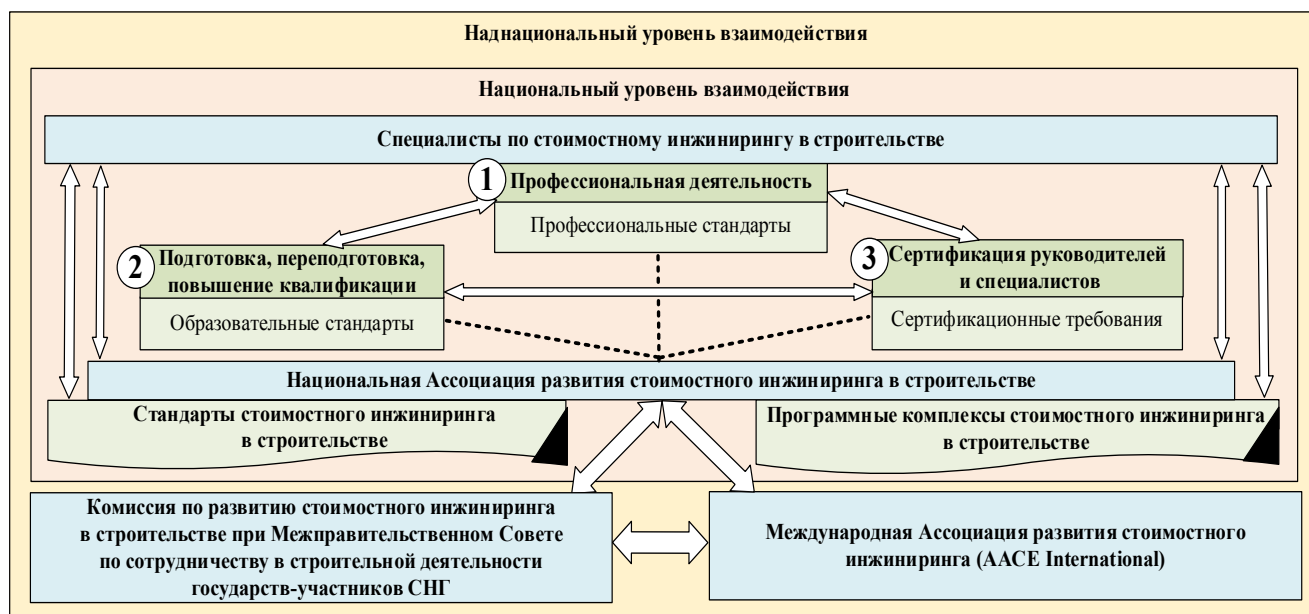 Наднациональный уровень взаимодействия
Национальный уровень взаимодействия
Специалисты по стоимостному инжинирингу в строительстве
1
Профессиональная деятельность
Профессиональные стандарты
2
Подготовка, переподготовка,
повышение квалификации
Образовательные стандарты
3
Сертификация руководителей
и специалистов
Сертификационные требования
Национальная Ассоциация развития стоимостного инжиниринга в строительстве
Стандарты стоимостного инжиниринга
в строительстве
Программные комплексы стоимостного инжиниринга
в строительстве
Комиссия по развитию стоимостного инжиниринга
в строительстве при Межправительственном Совете
по сотрудничеству в строительной деятельности
государств-участников СНГ
Международная Ассоциация развития стоимостного
инжиниринга (AACE International)